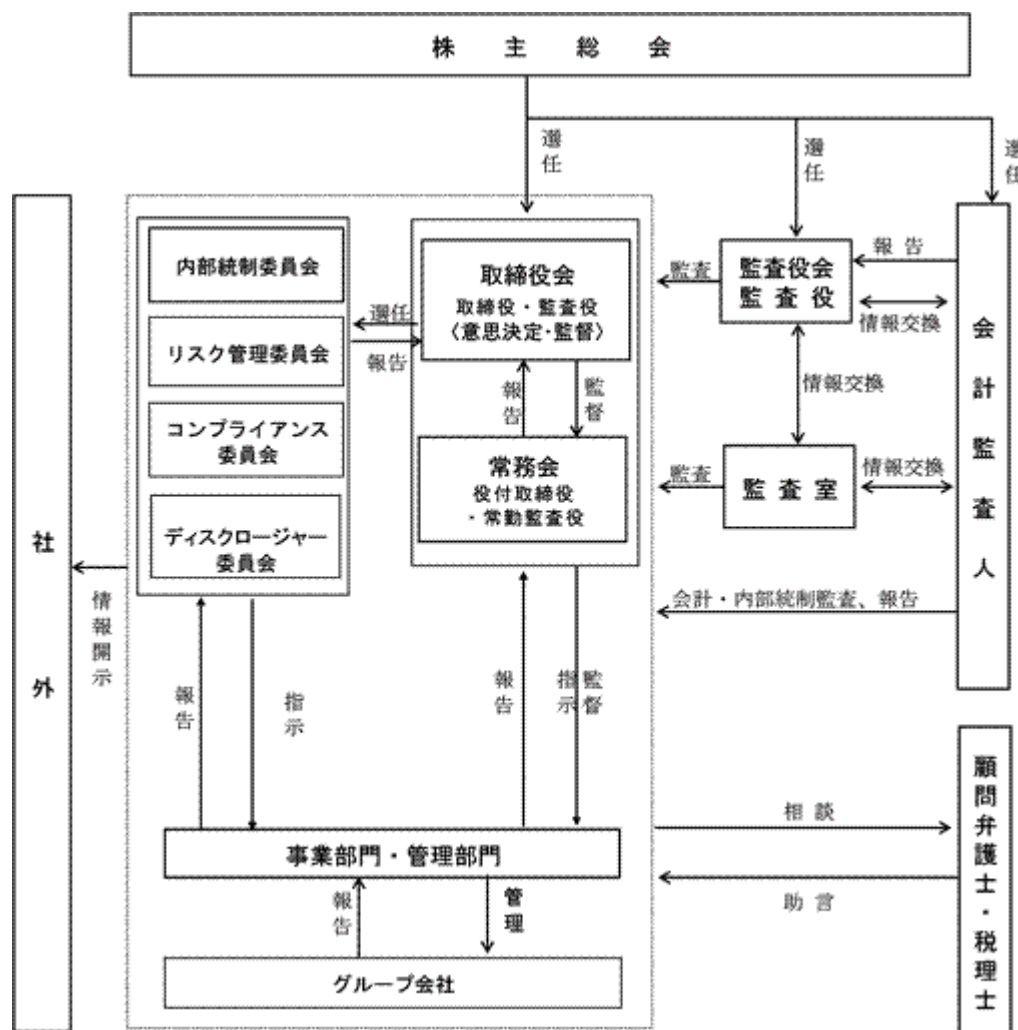 株主総会
選任
選任
選任
社外
情報開示
内部統制委員会
リスク管理委員会
コンプライアンス
委員会
ディスクロージャー
委員会
選任
報告
取締役会
取締役・監査役
〈意思決定・監督〉
報告
監督
常務会
役付取締役
・常勤監査役
監査
監査役会
監査役
報告
情報交換
情報交換
監査
監査室
情報交換
会計監査人
会計・内部統制監査、報告
報告
指示
報告
指示
監督
事業部門・管理部門
報告
管理
グループ会社
相談
助言
顧問弁護士・税理士